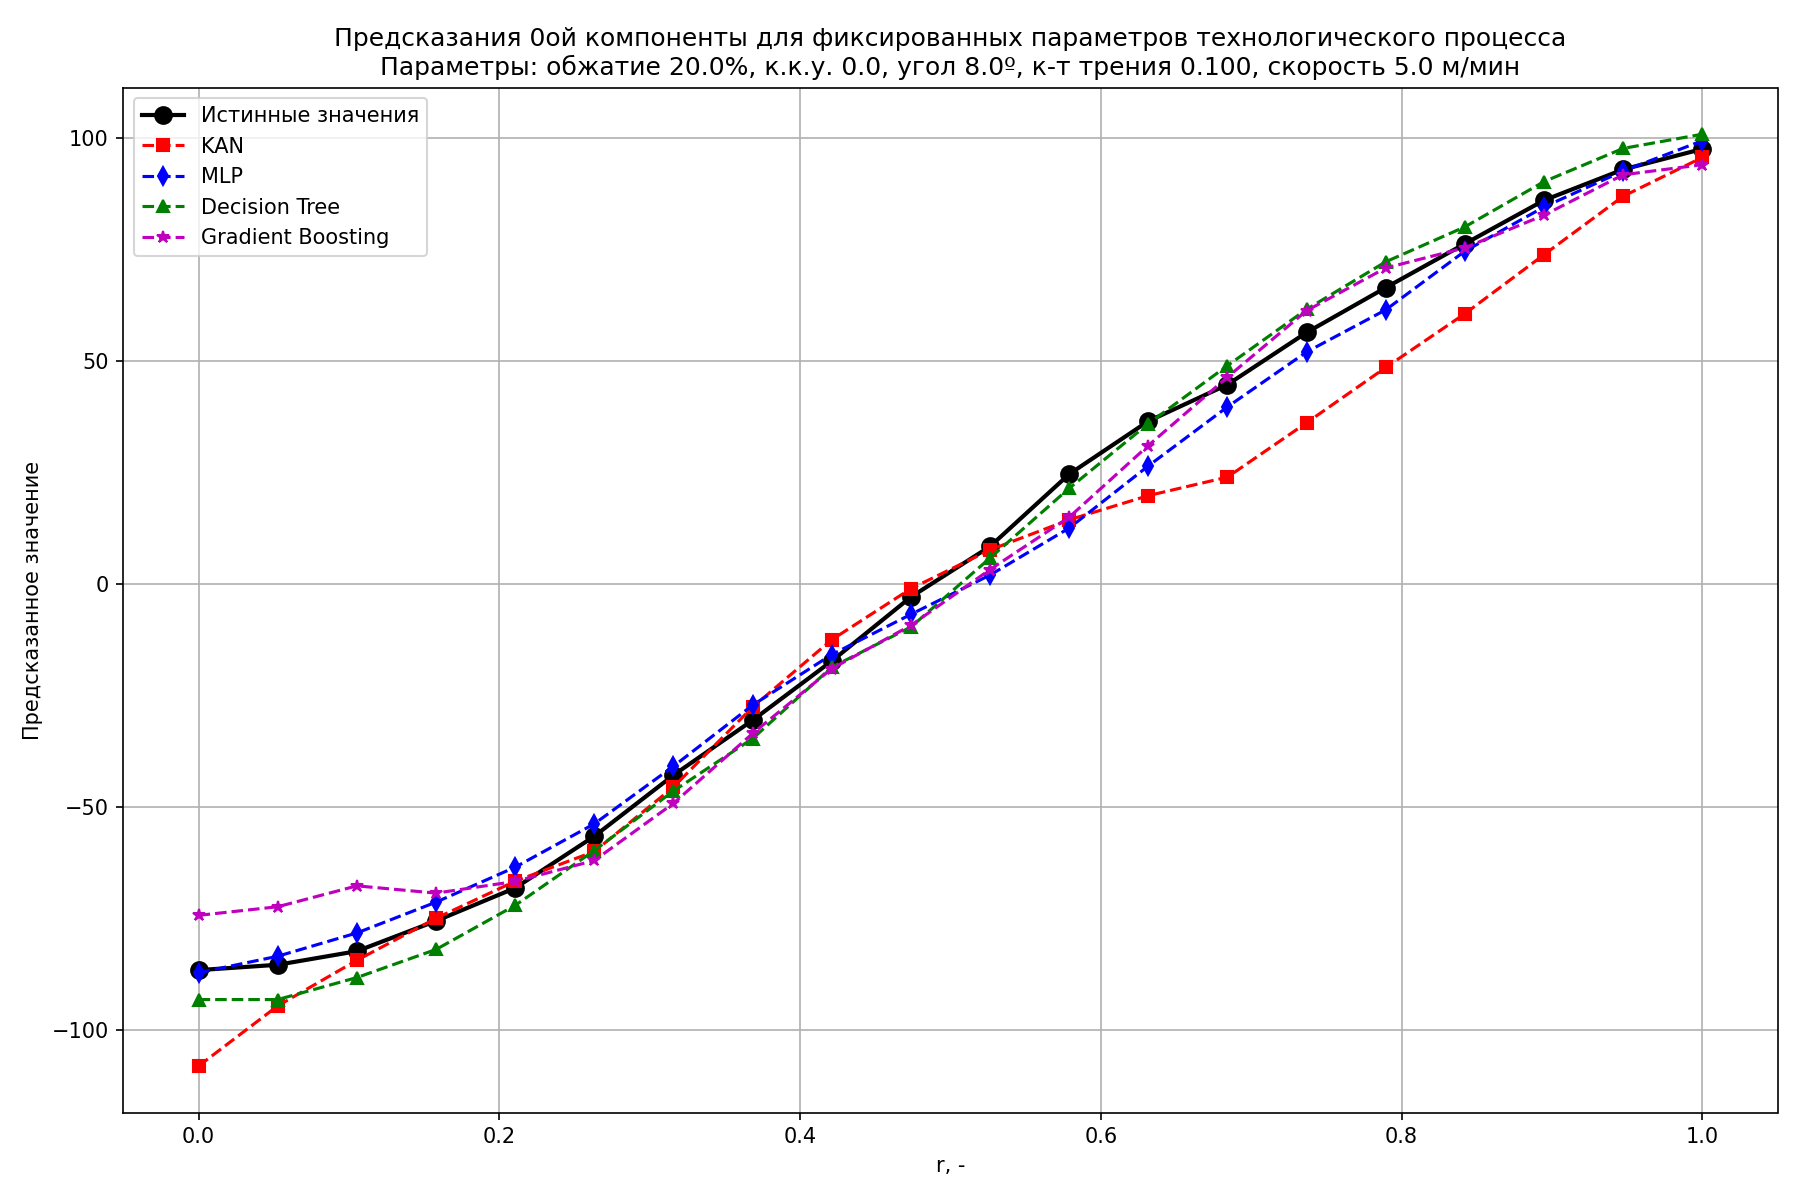 Предсказания 0ой компоненты для фиксированных параметров технологического процесса
Параметры: обжатие 20.0%, к.к.у. 0.0, угол 8.0º, к-т трения 0.100, скорость 5.0 м/мин
Истинные значения
KAN
MLP
Decision Tree
Gradient Boosting
Предсказанное значение
100
50
0
−50
−100
0.0 0.2 0.4 0.6 0.8 1.0
r, -